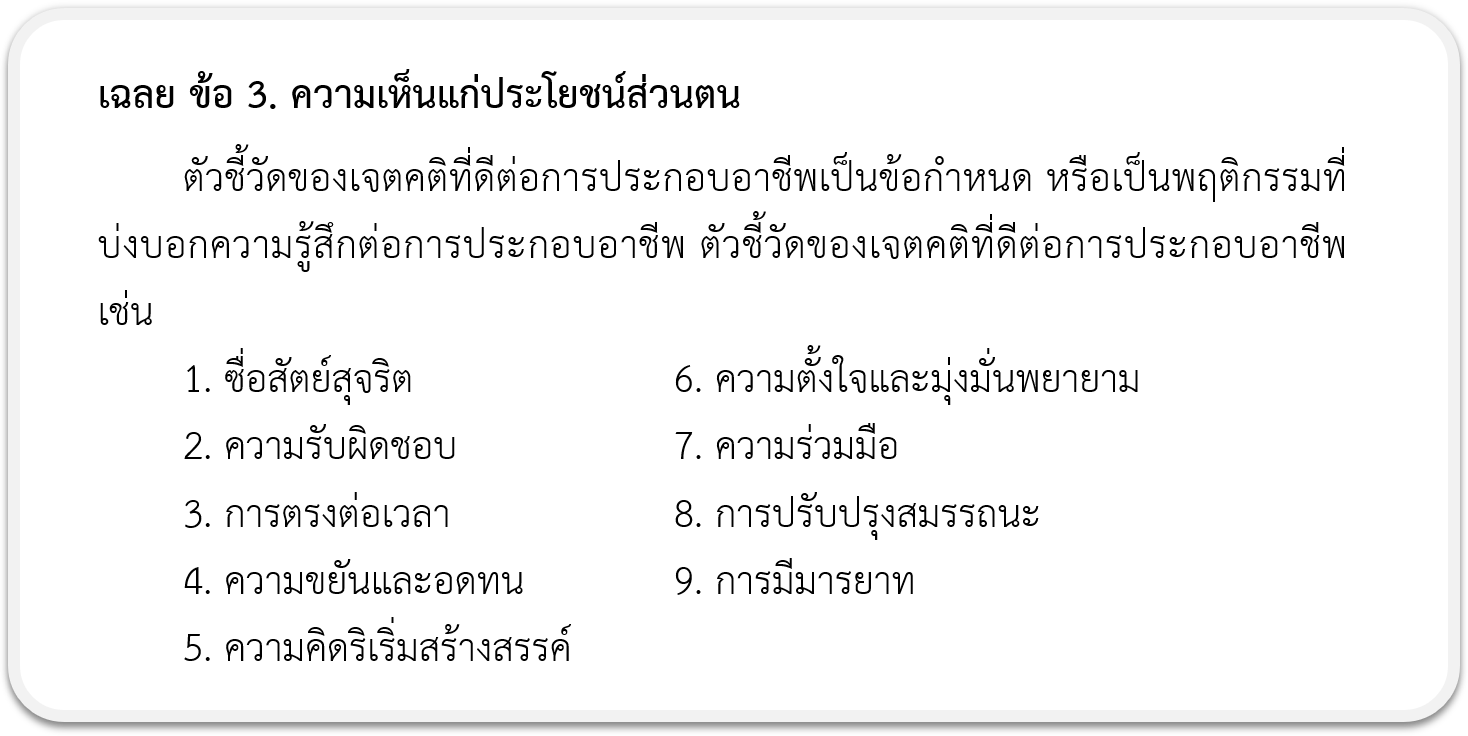 เฉลย ข้อ 3. ความเห็นแก่ประโยชน์ส่วนตน
ตัวชี้วัดของเจตคติที่ดีต่อการประกอบอาชีพเป็นข้อกำหนด หรือเป็นพฤติกรรมที่
บ่งบอกความรู้สึกต่อการประกอบอาชีพ ตัวชี้วัดของเจตคติที่ดีต่อการประกอบอาชีพ
เช่น
1. ซื่อสัตย์สุจริต
2. ความรับผิดชอบ
3. การตรงต่อเวลา
4. ความขยันและอดทน
5. ความคิดริเริ่มสร้างสรรค์
6. ความตั้งใจและมุ่งมั่นพยายาม
7. ความร่วมมือ
8. การปรับปรุงสมรรถนะ
9. การมีมารยาท